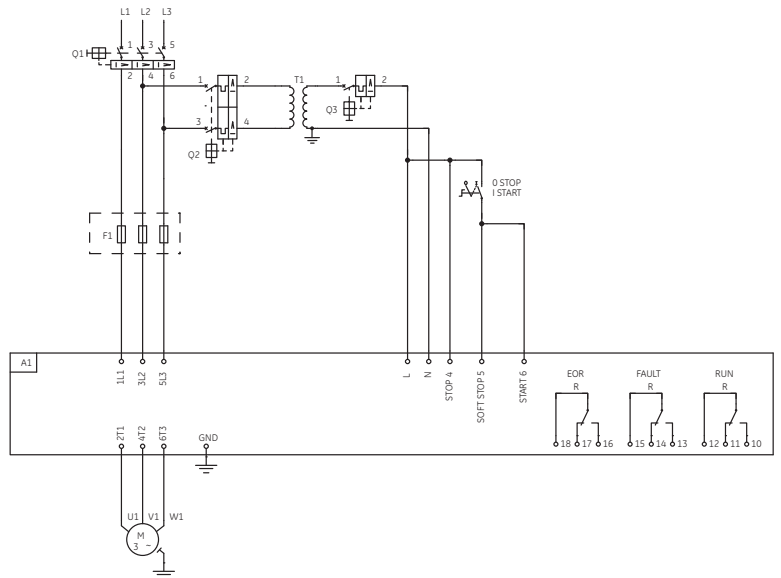 L1 L2 L3
Q1 1 3 5
2 4 6
1 2 T1 1 2
Q3
3 4
Q2
0 STOP
I START
F1
A1
1L1 3L2 5L3 L N STOP 4 SOFT STOP 5 START 6
EOR FAULT RUN
R R R
2T1 4T2 6T3 GND
18 17 16 15 14 13 12 11 10
U1 V1 W1
M
3 ~